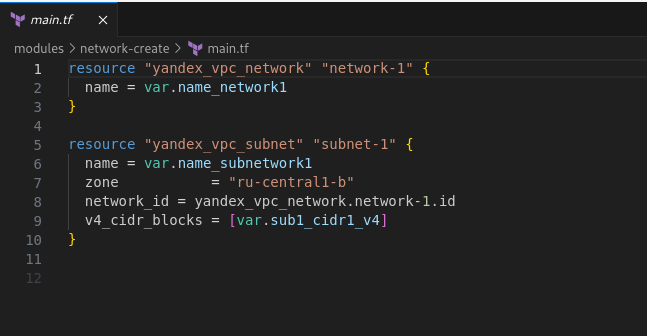 main.tf ×
modules > network-create > main.tf
1 resource "yandex_vpc_network" "network-1" {
2   name = var.name_network1
3 }
4
5 resource "yandex_vpc_subnet" "subnet-1" {
6   name = var.name_subnetwork1
7   zone           = "ru-central1-b"
8   network_id = yandex_vpc_network.network-1.id
9   v4_cidr_blocks = [var.sub1_cidr1_v4]
10 }
11
12